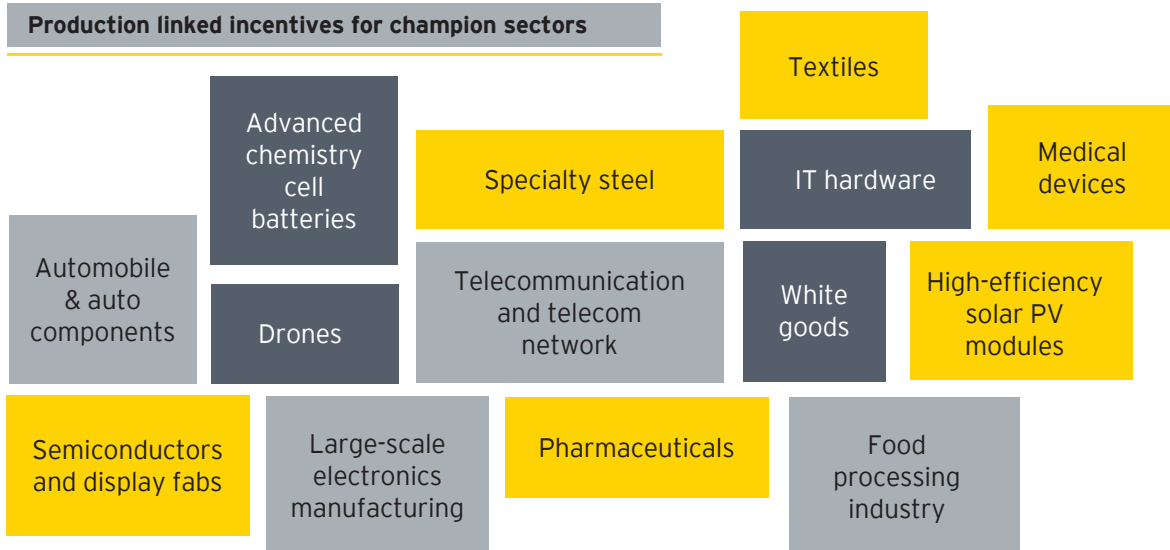 Production linked incentives for champion sectors
Textiles
Advanced
chemistry
cell
batteries
Specialty steel
IT hardware
Medical
devices
Automobile
& auto
components
Drones
Telecommunication
and telecom
network
White
goods
High-efficiency
solar PV
modules
Semiconductors
and display fabs
Large-scale
electronics
manufacturing
Pharmaceuticals
Food
processing
industry